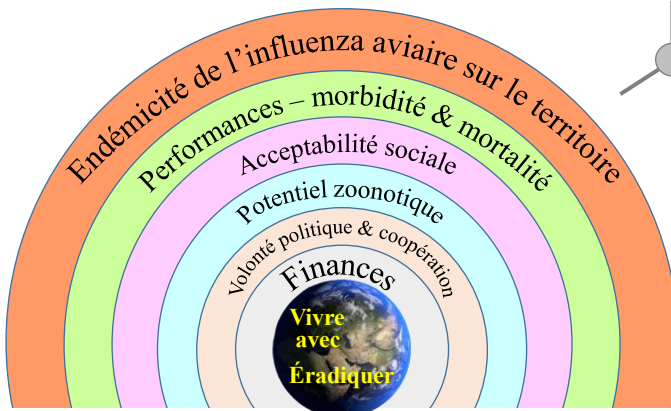 Endémicité de l’influenza aviaire sur le territoire
Performances – morbidité & mortalité
Acceptabilité sociale
Potentiel zoonotique
Volonté politique & coopération
Finances
Vivre
avec
Éradiquer